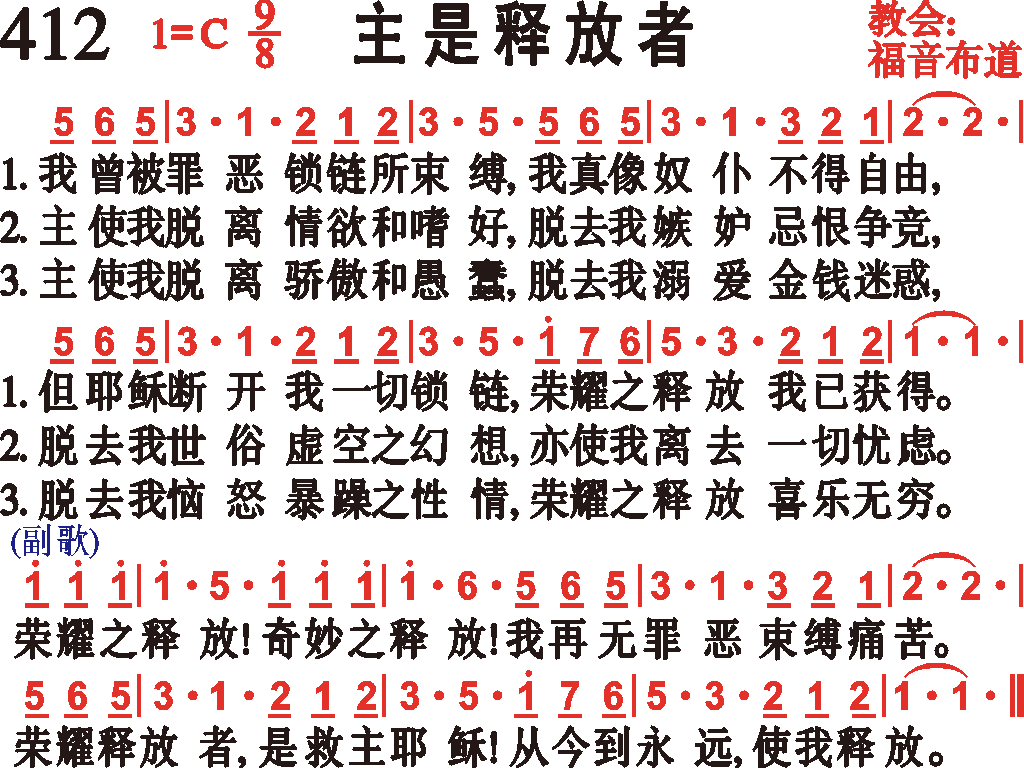 412 1=C 9/8 主是释放者 教会:
福音布道
5 6 5|3·1·2 1 2|3·5·5 6 5|3·1·3 2 1|2·2·|
1.我曾被罪恶锁链所束缚,我真像奴仆不得自由,
2.主使我脱离情欲和嗜好,脱去我嫉妒忌恨争竞,
3.主使我脱离骄傲和愚蠢,脱去我溺爱金钱迷惑,
5 6 5|3·1·2 1 2|3·5·i 7 6|5·3·2 1 2|1·1·|
1.但耶稣断开我一切锁链,荣耀之释放我已获得。
2.脱去我世俗虚空之幻想,亦使我离去一切忧虑。
3.脱去我恼怒暴躁之性情,荣耀之释放喜乐无穷。
(副歌)
i i i|i·5·i i i|i·6·5 6 5|3·1·3 2 1|2·2·|
荣耀之释放!奇妙之释放!我再无罪恶束缚痛苦。
5 6 5|3·1·2 1 2|3·5·i 7 6|5·3·2 1 2|1·1·‖
荣耀释放者,是救主耶稣!从今到永远,使我释放。